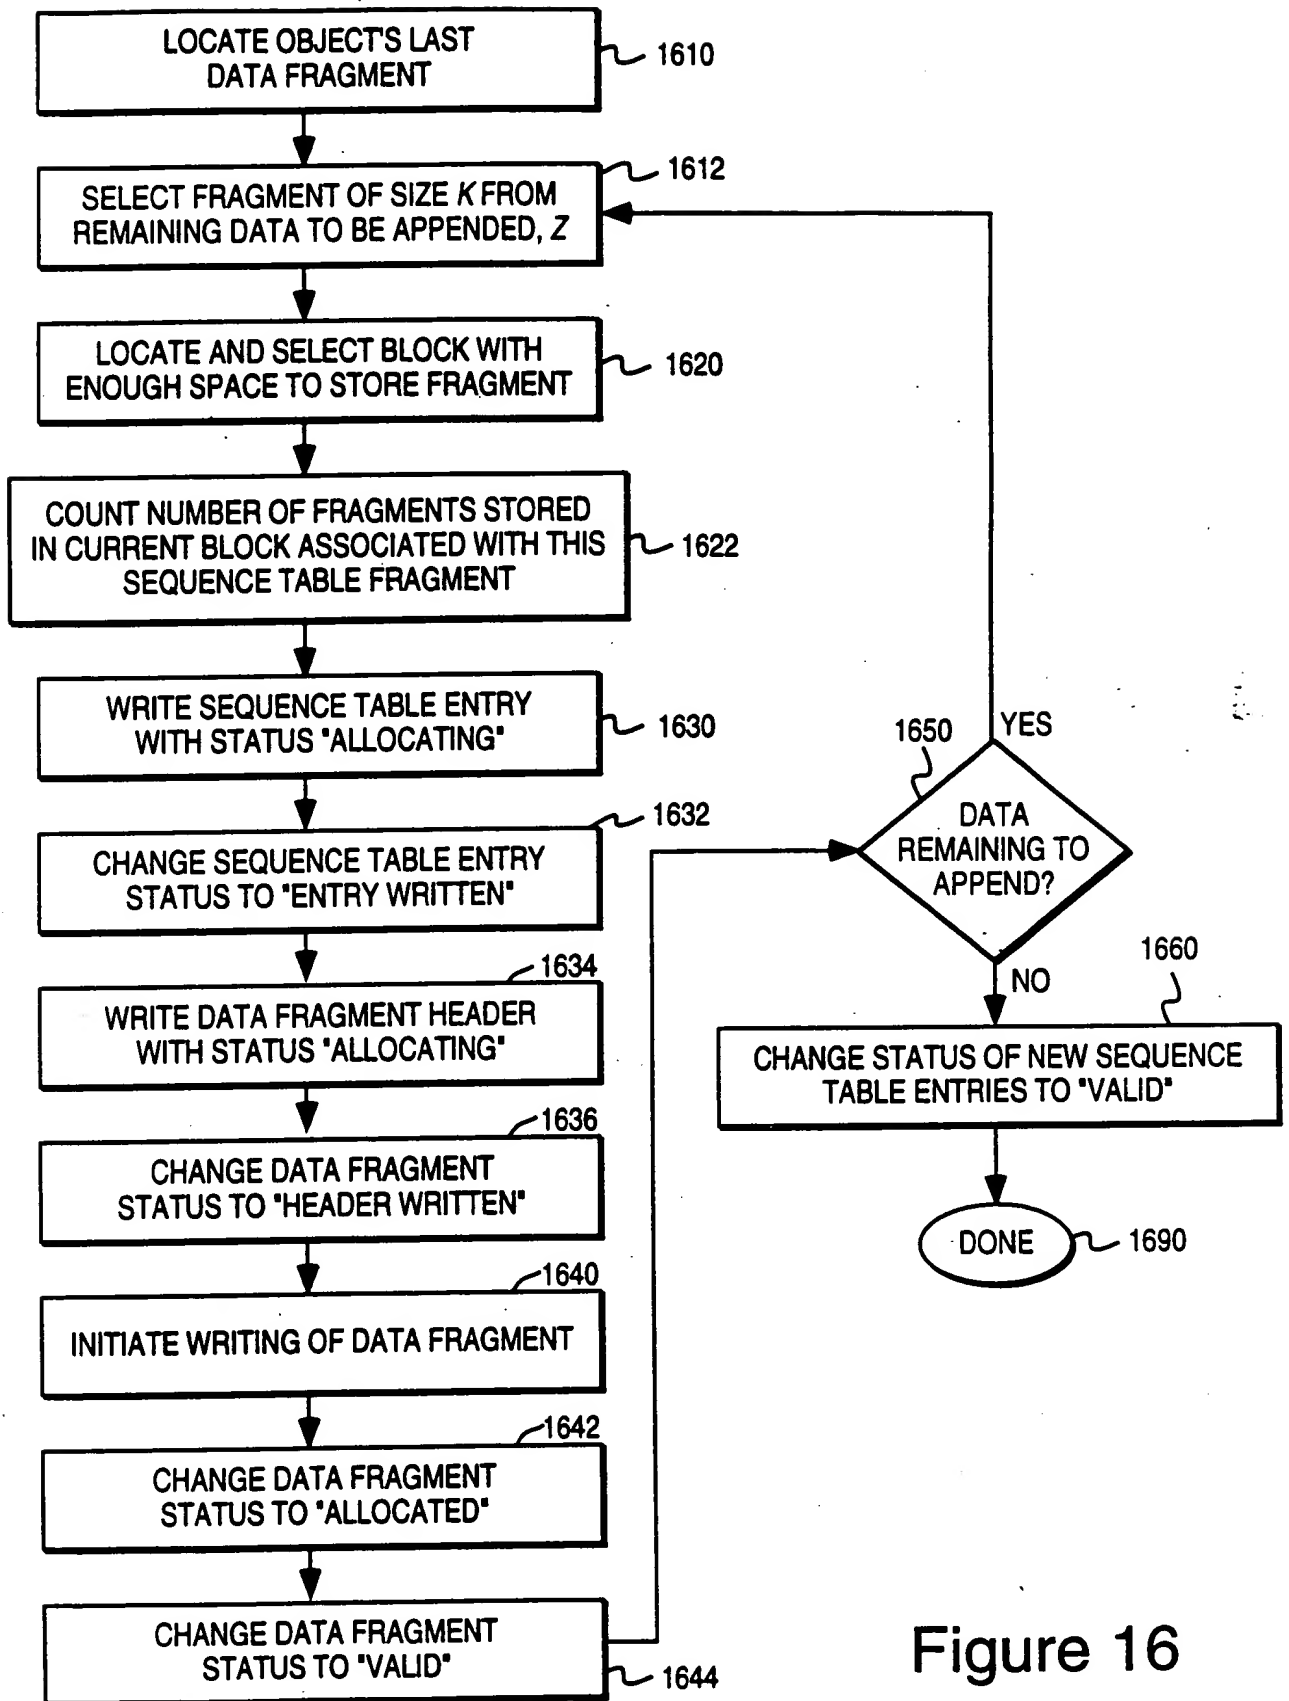 LOCATE OBJECT'S LAST
DATA FRAGMENT
1610
1612
SELECT FRAGMENT OF SIZE K FROM
REMAINING DATA TO BE APPENDED, Z
LOCATE AND SELECT BLOCK WITH
ENOUGH SPACE TO STORE FRAGMENT
1620
COUNT NUMBER OF FRAGMENTS STORED
IN CURRENT BLOCK ASSOCIATED WITH THIS
SEQUENCE TABLE FRAGMENT
1622
WRITE SEQUENCE TABLE ENTRY
WITH STATUS "ALLOCATING"
1630
1632
CHANGE SEQUENCE TABLE ENTRY
STATUS TO "ENTRY WRITTEN"
1634
WRITE DATA FRAGMENT HEADER
WITH STATUS "ALLOCATING"
1636
CHANGE DATA FRAGMENT
STATUS TO "HEADER WRITTEN"
1640
INITIATE WRITING OF DATA FRAGMENT
1642
CHANGE DATA FRAGMENT
STATUS TO "ALLOCATED"
CHANGE DATA FRAGMENT
STATUS TO "VALID"
1644
1650
YES
DATA
REMAINING TO
APPEND?
NO
1660
CHANGE STATUS OF NEW SEQUENCE
TABLE ENTRIES TO "VALID"
DONE
1690
Figure 16